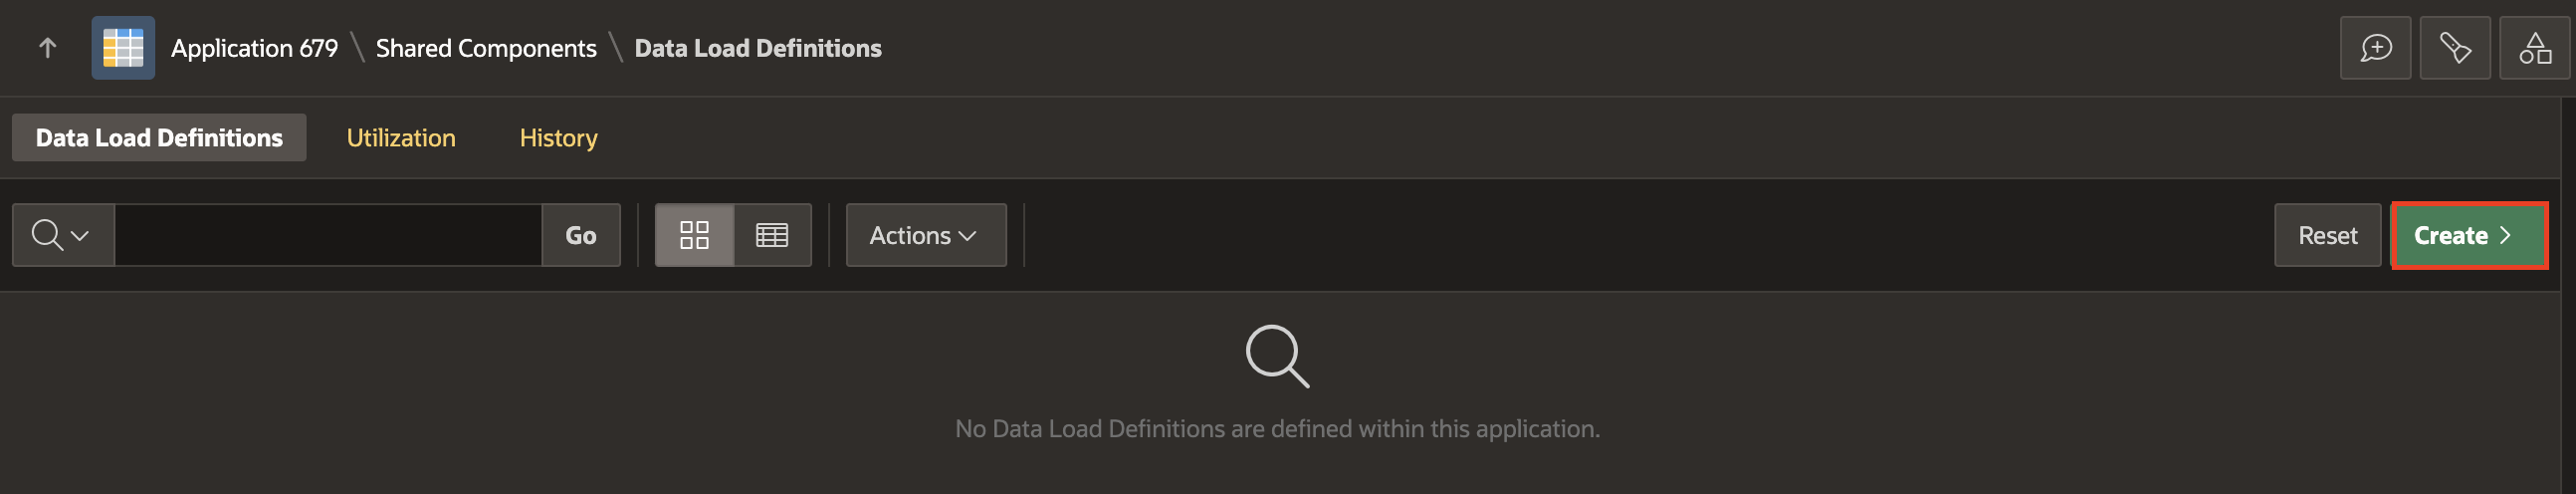 Application 679 \ Shared Components \ Data Load Definitions
Data Load Definitions Utilization History
Go Actions Reset Create
No Data Load Definitions are defined within this application.